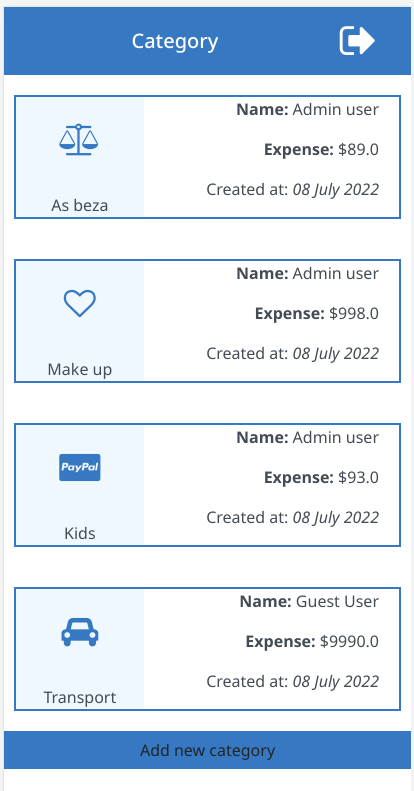 Category
Name: Admin user
Expense: $89.0
Created at: 08 July 2022
As beza
Name: Admin user
Expense: $998.0
Created at: 08 July 2022
Make up
Name: Admin user
PayPal
Expense: $93.0
Created at: 08 July 2022
Kids
Name: Guest User
Expense: $9990.0
Created at: 08 July 2022
Transport
Add new category